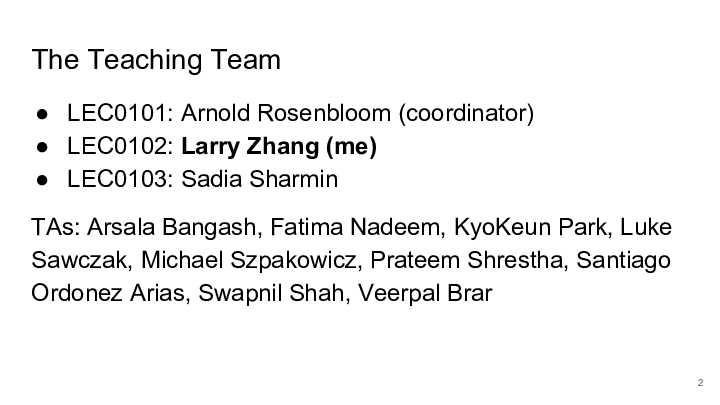 The Teaching Team
● LEC0101: Arnold Rosenbloom (coordinator)
● LEC0102: Larry Zhang (me)
● LEC0103: Sadia Sharmin
TAs: Arsala Bangash, Fatima Nadeem, KyoKeun Park, Luke
Sawczak, Michael Szpakowicz, Prateem Shrestha, Santiago
Ordonez Arias, Swapnil Shah, Veerpal Brar
2